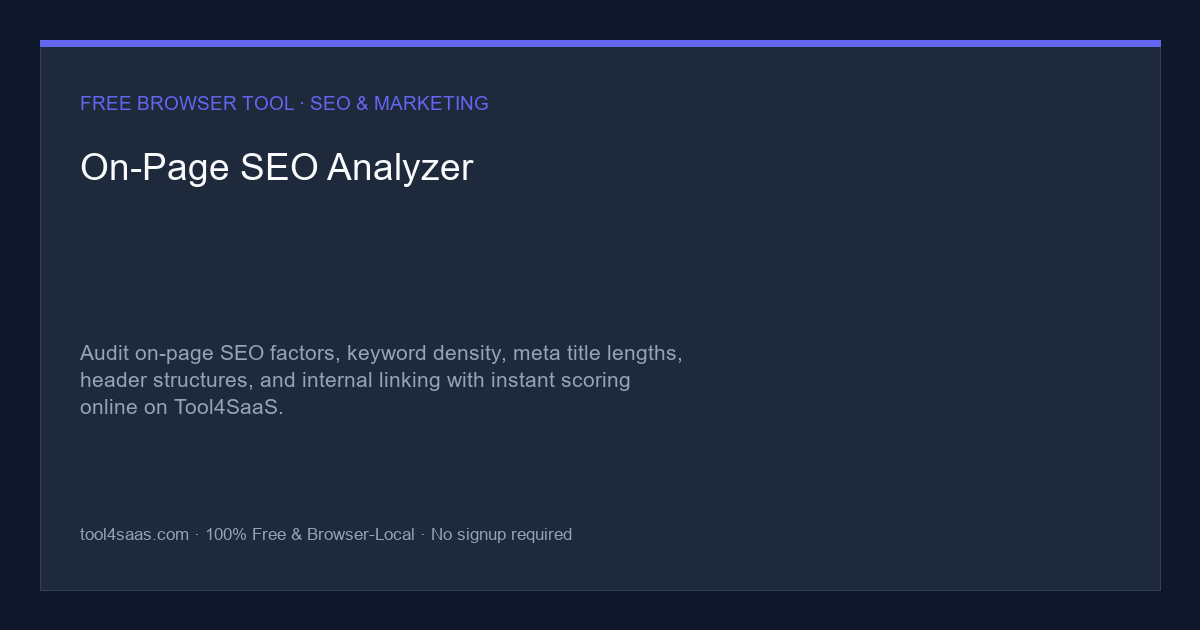 FREE BROWSER TOOL · SEO & MARKETING
On-Page SEO Analyzer
Audit on-page SEO factors, keyword density, meta title lengths,
header structures, and internal linking with instant scoring
online on Tool4SaaS.
tool4saas.com · 100% Free & Browser-Local · No signup required